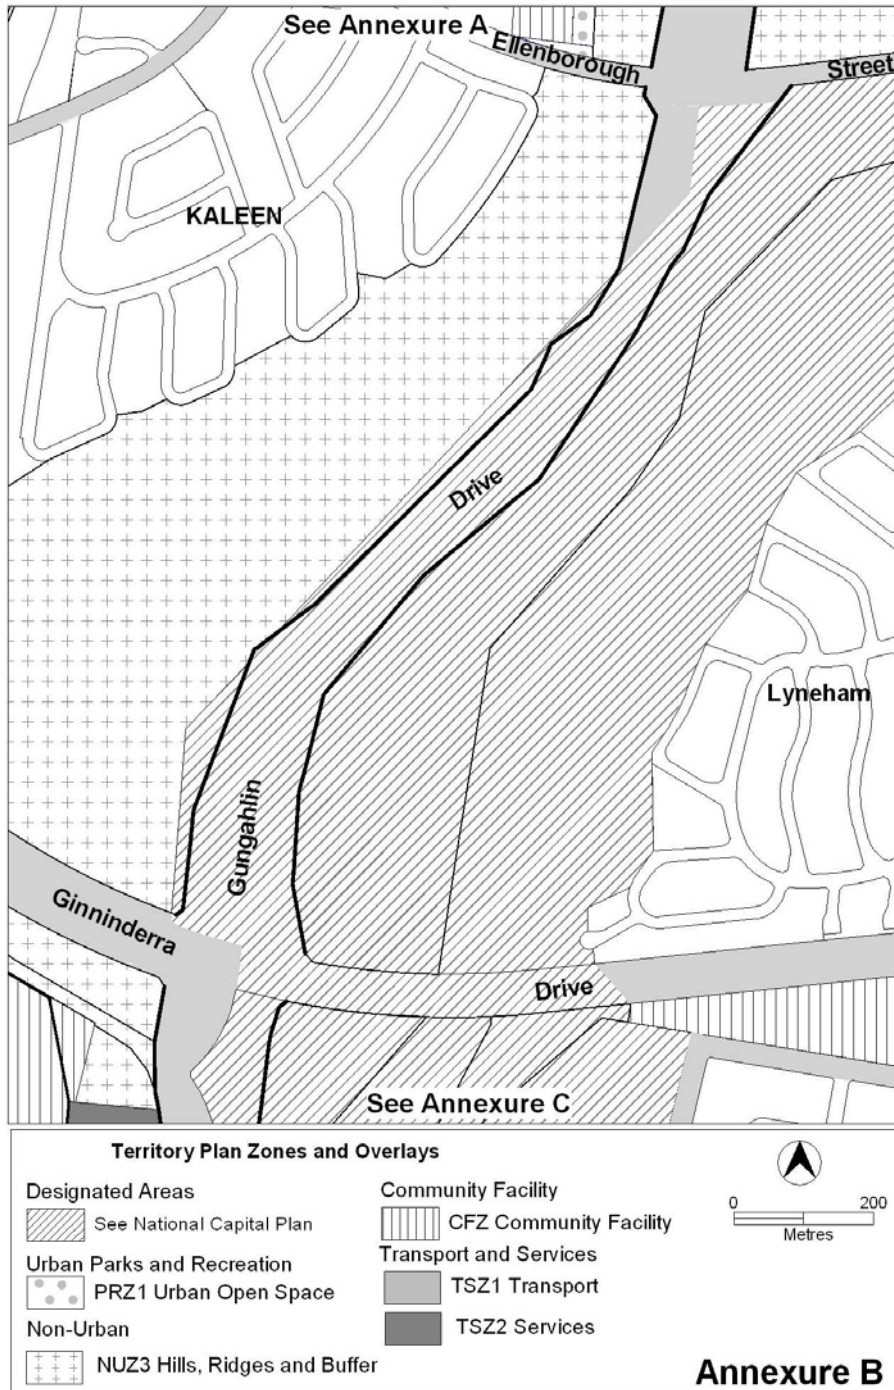 See Annexure A
Ellenborough
Street
KALEEN
Drive
Lyneham
Gungahlin
Ginninderra
Drive
See Annexure C
Territory Plan Zones and Overlays
Designated Areas
See National Capital Plan
Urban Parks and Recreation
PRZ1 Urban Open Space
Non-Urban
NUZ3 Hills, Ridges and Buffer
Community Facility
CFZ Community Facility
Transport and Services
TSZ1 Transport
TSZ2 Services
0 200
Metres
Annexure B